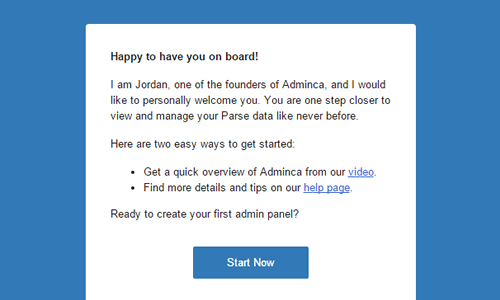 Happy to have you on board!
I am Jordan, one of the founders of Adminca, and I would
like to personally welcome you. You are one step closer to
view and manage your Parse data like never before.
Here are two easy ways to get started:
• Get a quick overview of Adminca from our video.
• Find more details and tips on our help page.
Ready to create your first admin panel?
Start Now